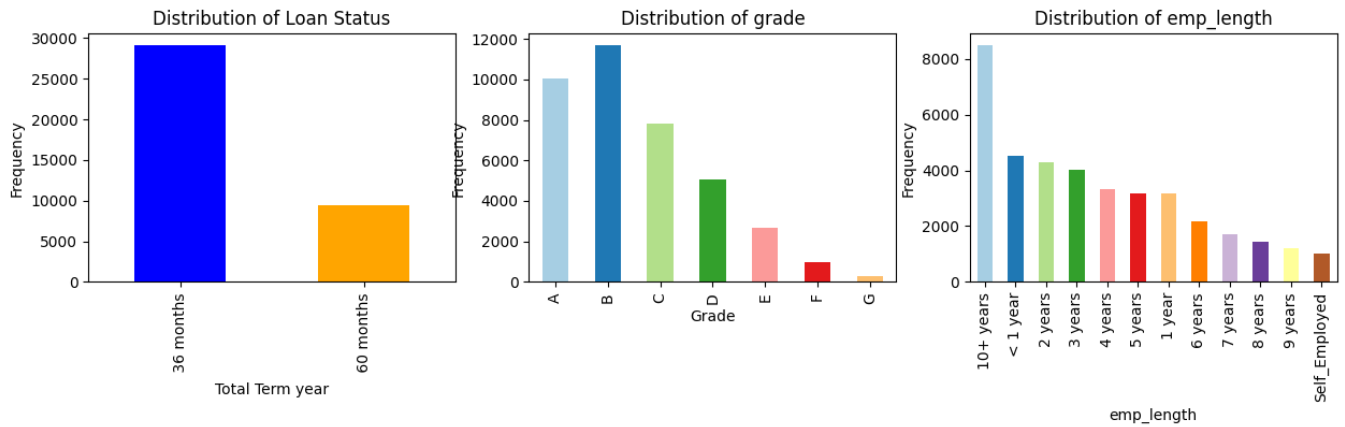 Distribution of Loan Status
Frequency
30000
25000
20000
15000
10000
5000
0
36 months
60 months
Total Term year
Distribution of grade
Frequency
12000
10000
8000
6000
4000
2000
0
A
B
C
D
E
F
G
Grade
Distribution of emp_length
Frequency
8000
6000
4000
2000
0
10+ years
< 1 year
2 years
3 years
4 years
5 years
1 year
6 years
7 years
8 years
9 years
Self_Employed
emp_length